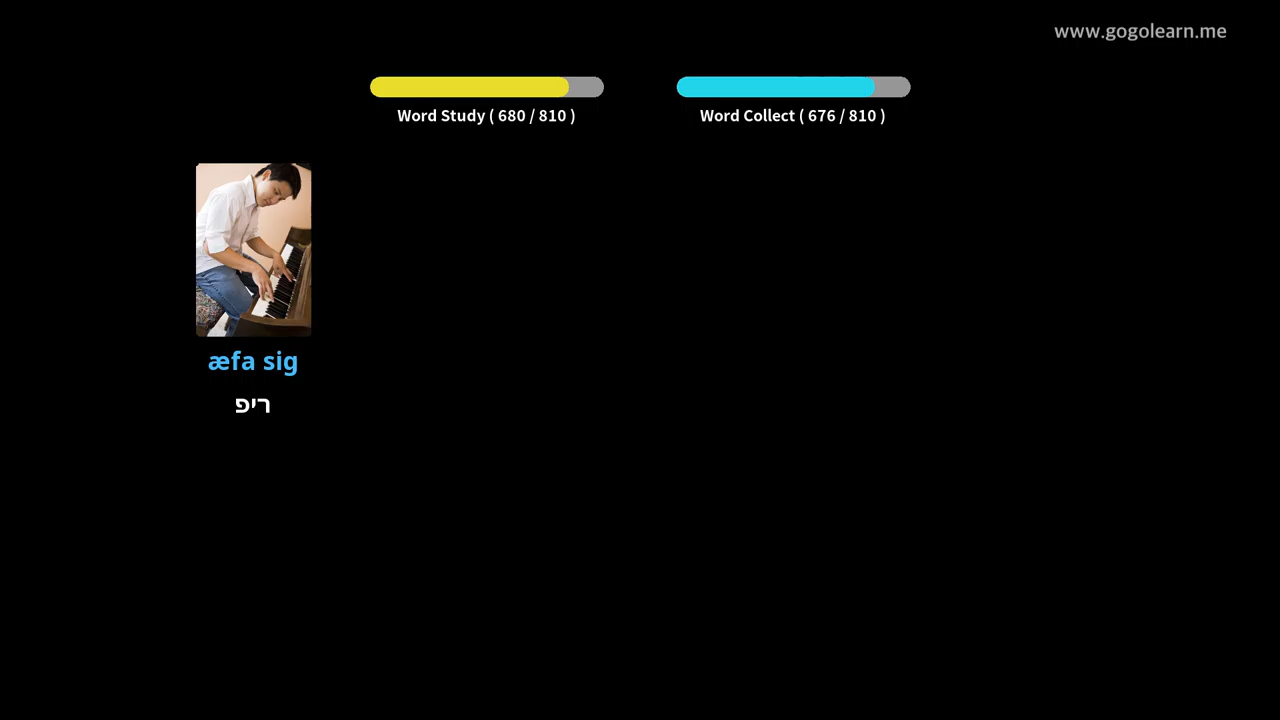 www.gogolearn.me
Word Study ( 680 / 810 )
Word Collect ( 676 / 810 )
æfa sig
ריפ